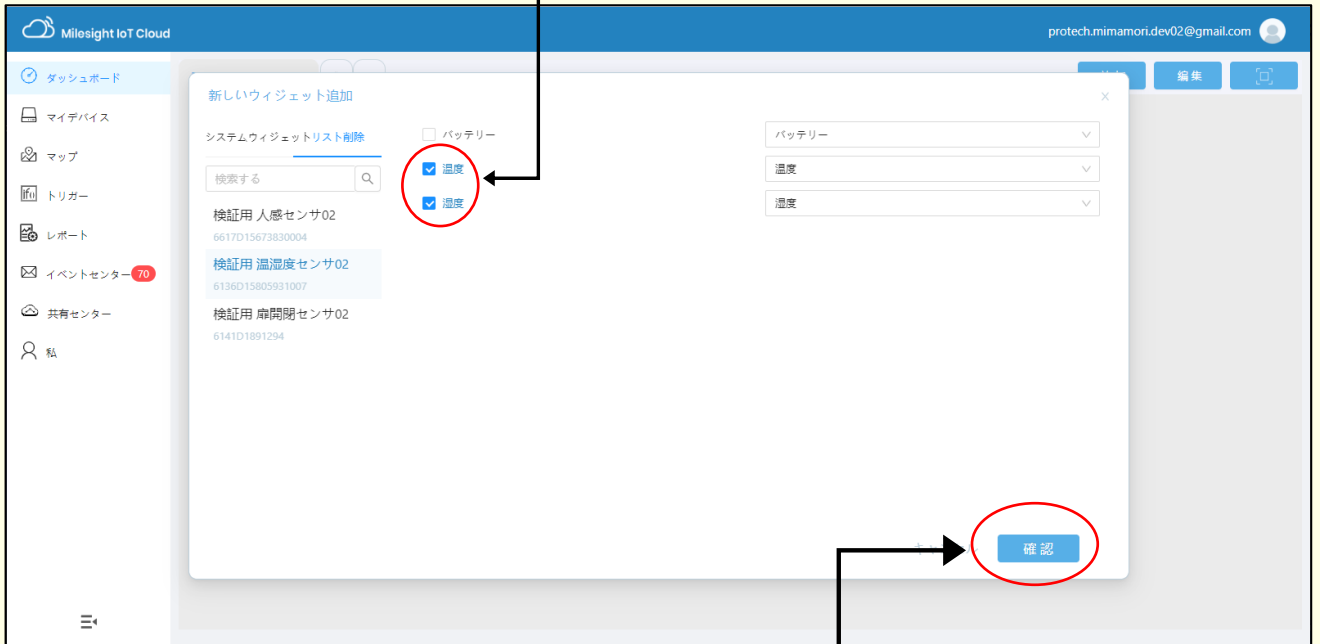 Milesight IoT Cloud
protech.mimamori.dev02@gmail.com
ダッシュボード
マイデバイス
マップ
トリガー
レポート
イベントセンター 70
共有センター
私
編集
新しいウィジェット追加
システムウィジェット リスト削除
検索する
検証用 人感センサ02
6617D15673830004
検証用 温湿度センサ02
6136D15805931007
検証用 扉開閉センサ02
6141D1891294
バッテリー バッテリー
温度 温度
湿度 湿度
確認